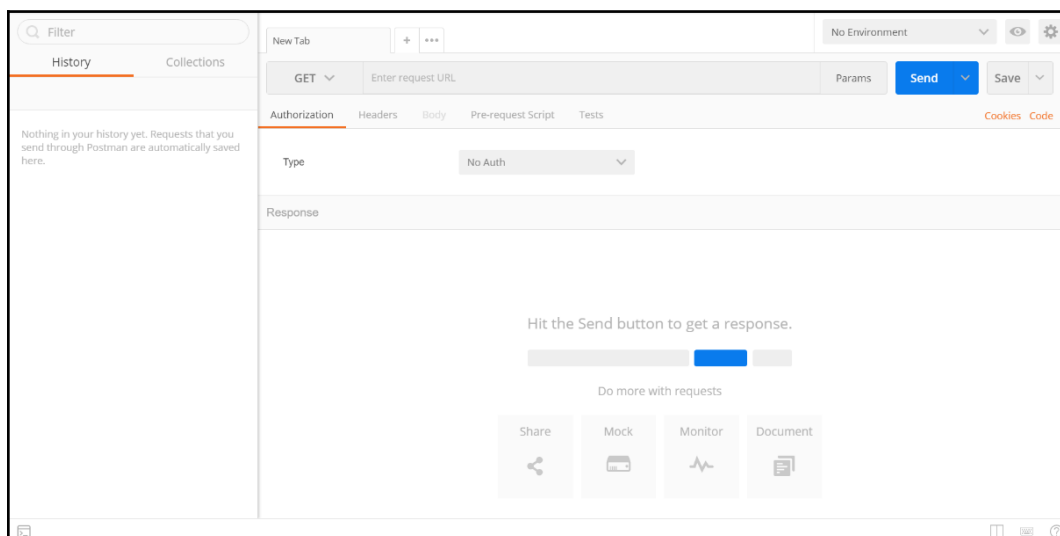 Filter
History Collections
Nothing in your history yet. Requests that you
send through Postman are automatically saved
here.
New Tab + •••
No Environment
GET Enter request URL Params Send Save
Authorization Headers Body Pre-request Script Tests Cookies Code
Type No Auth
Response
Hit the Send button to get a response.
Do more with requests
Share Mock Monitor Document